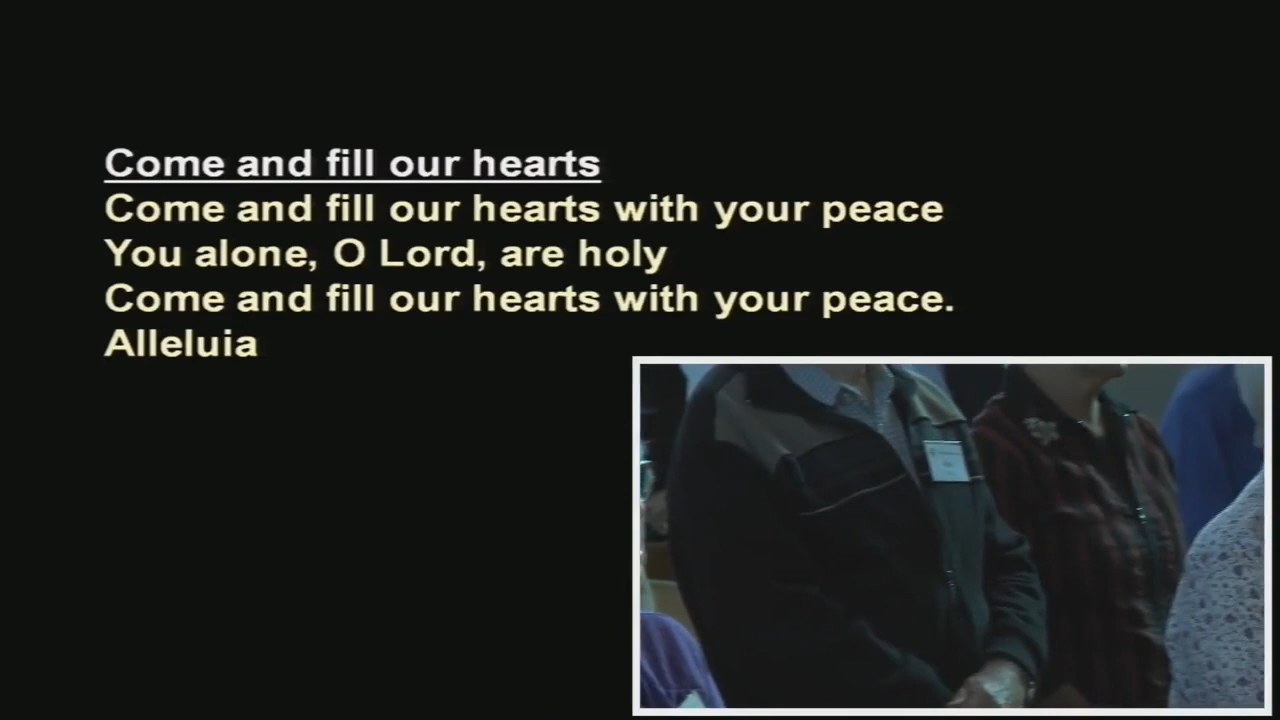 Come and fill our hearts
Come and fill our hearts with your peace
You alone, O Lord, are holy
Come and fill our hearts with your peace.
Alleluia